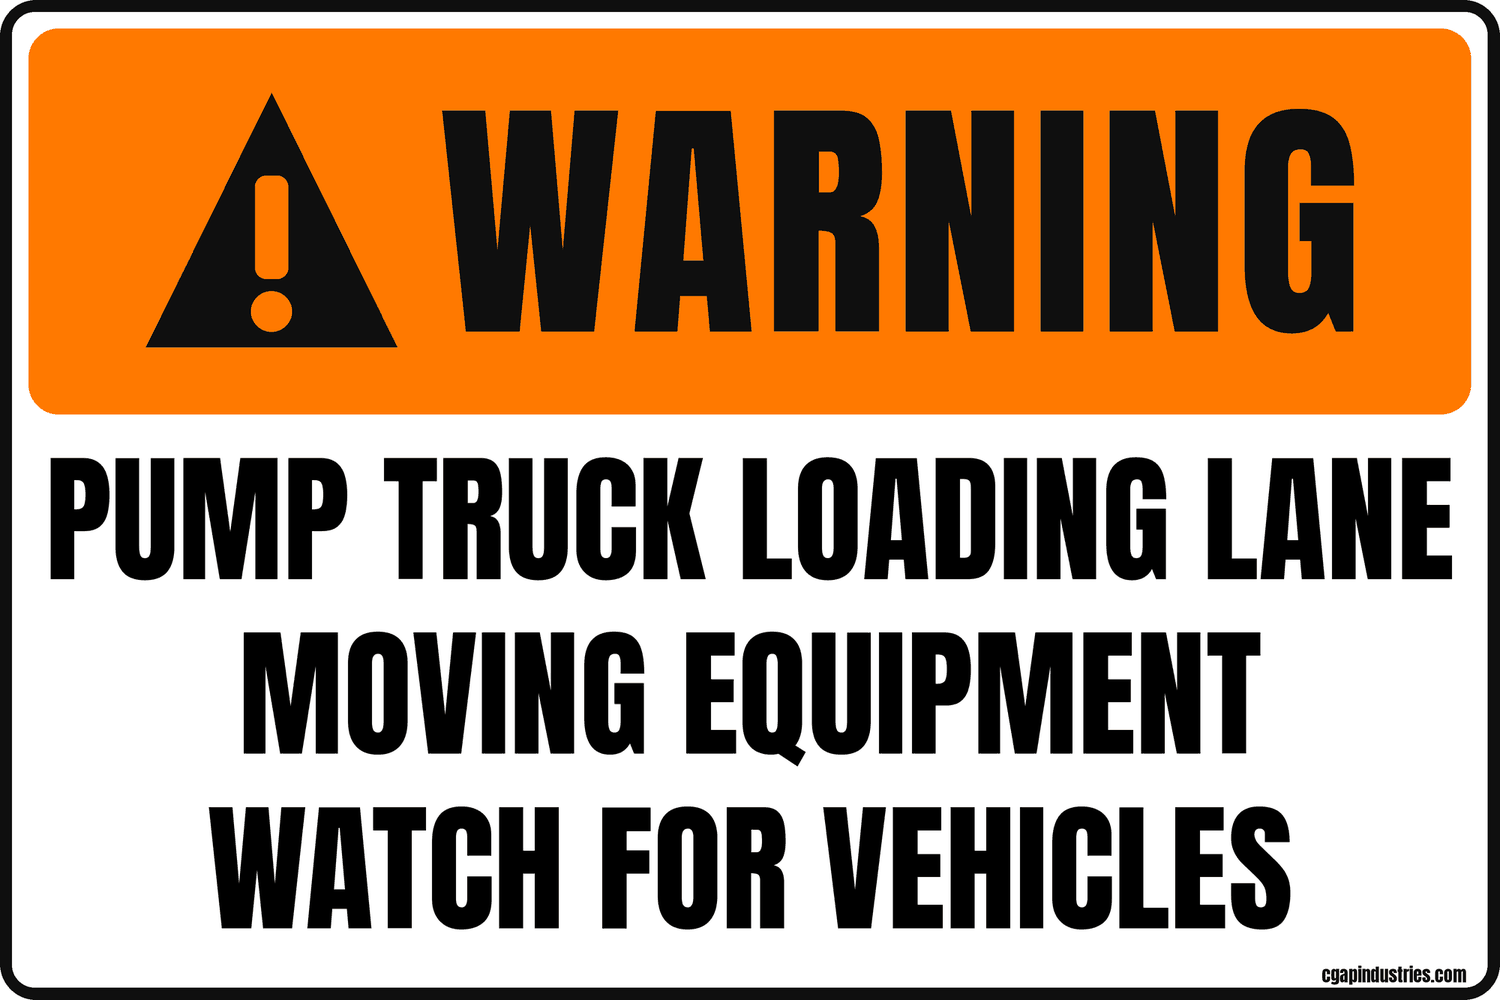 WARNING
PUMP TRUCK LOADING LANE
MOVING EQUIPMENT
WATCH FOR VEHICLES
cgapindustries.com